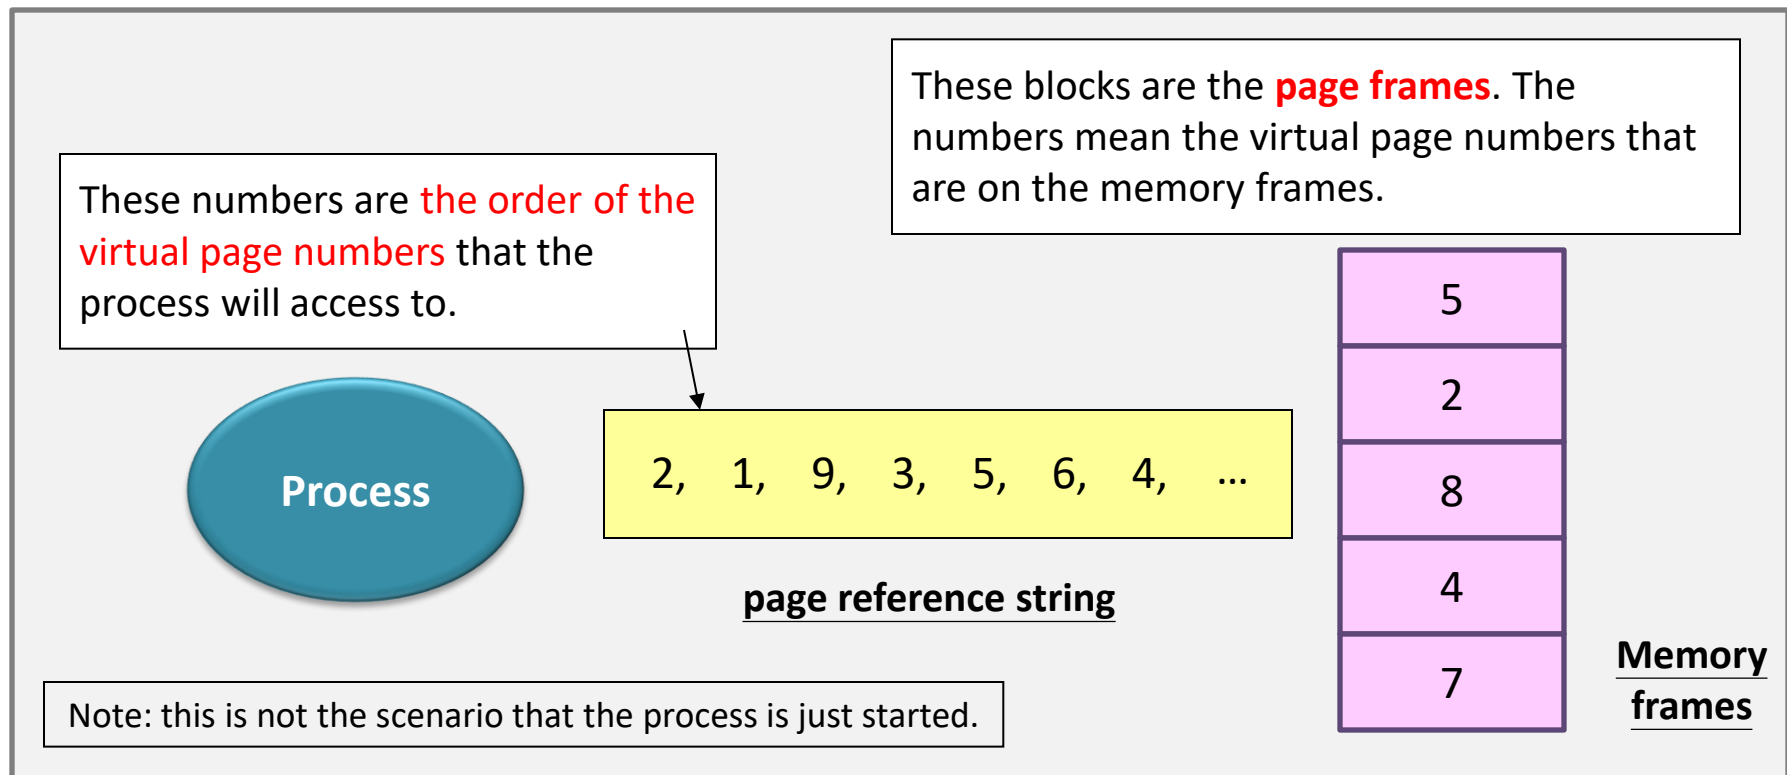 These blocks are the page frames. The
numbers mean the virtual page numbers that
are on the memory frames.
These numbers are the order of the
virtual page numbers that the
process will access to.
Process
2, 1, 9, 3, 5, 6, 4, ...
page reference string
5
2
8
4
7
Memory
frames
Note: this is not the scenario that the process is just started.